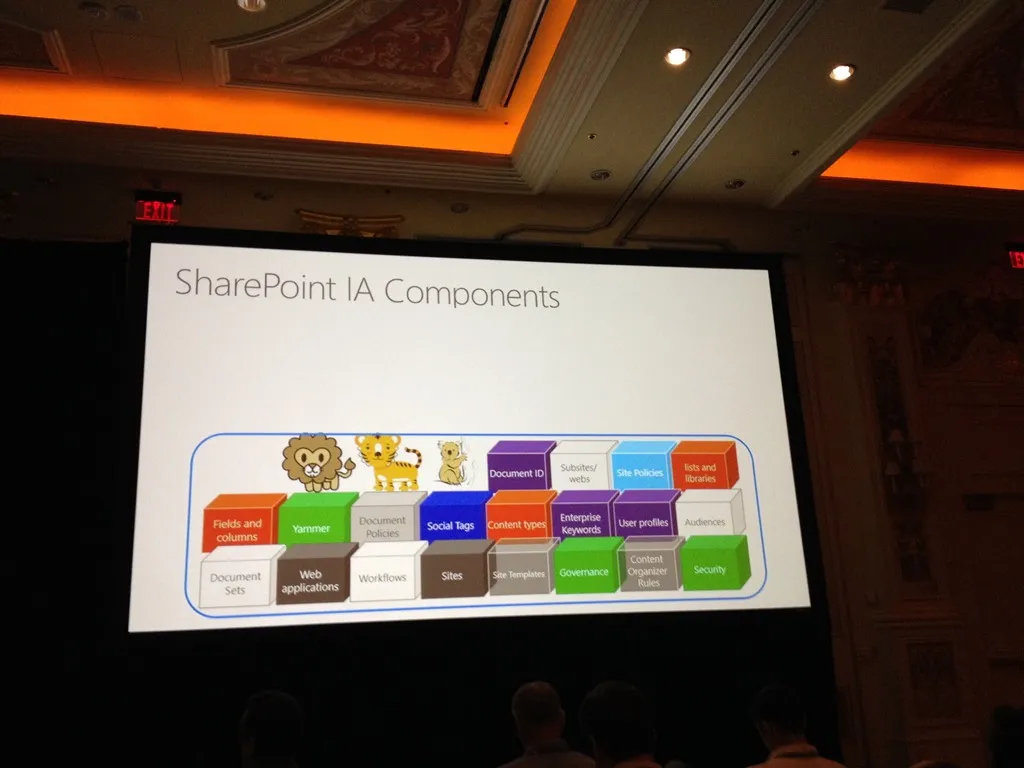 EXIT
SharePoint IA Components
Document ID
Subsites/
webs
Site Policies
lists and
libraries
Fields and
columns
Yammer
Document
Policies
Social Tags
Content types
Enterprise
Keywords
User profiles
Audiences
Document
Sets
Web
applications
Workflows
Sites
Site Templates
Governance
Content
Organizer
Rules
Security